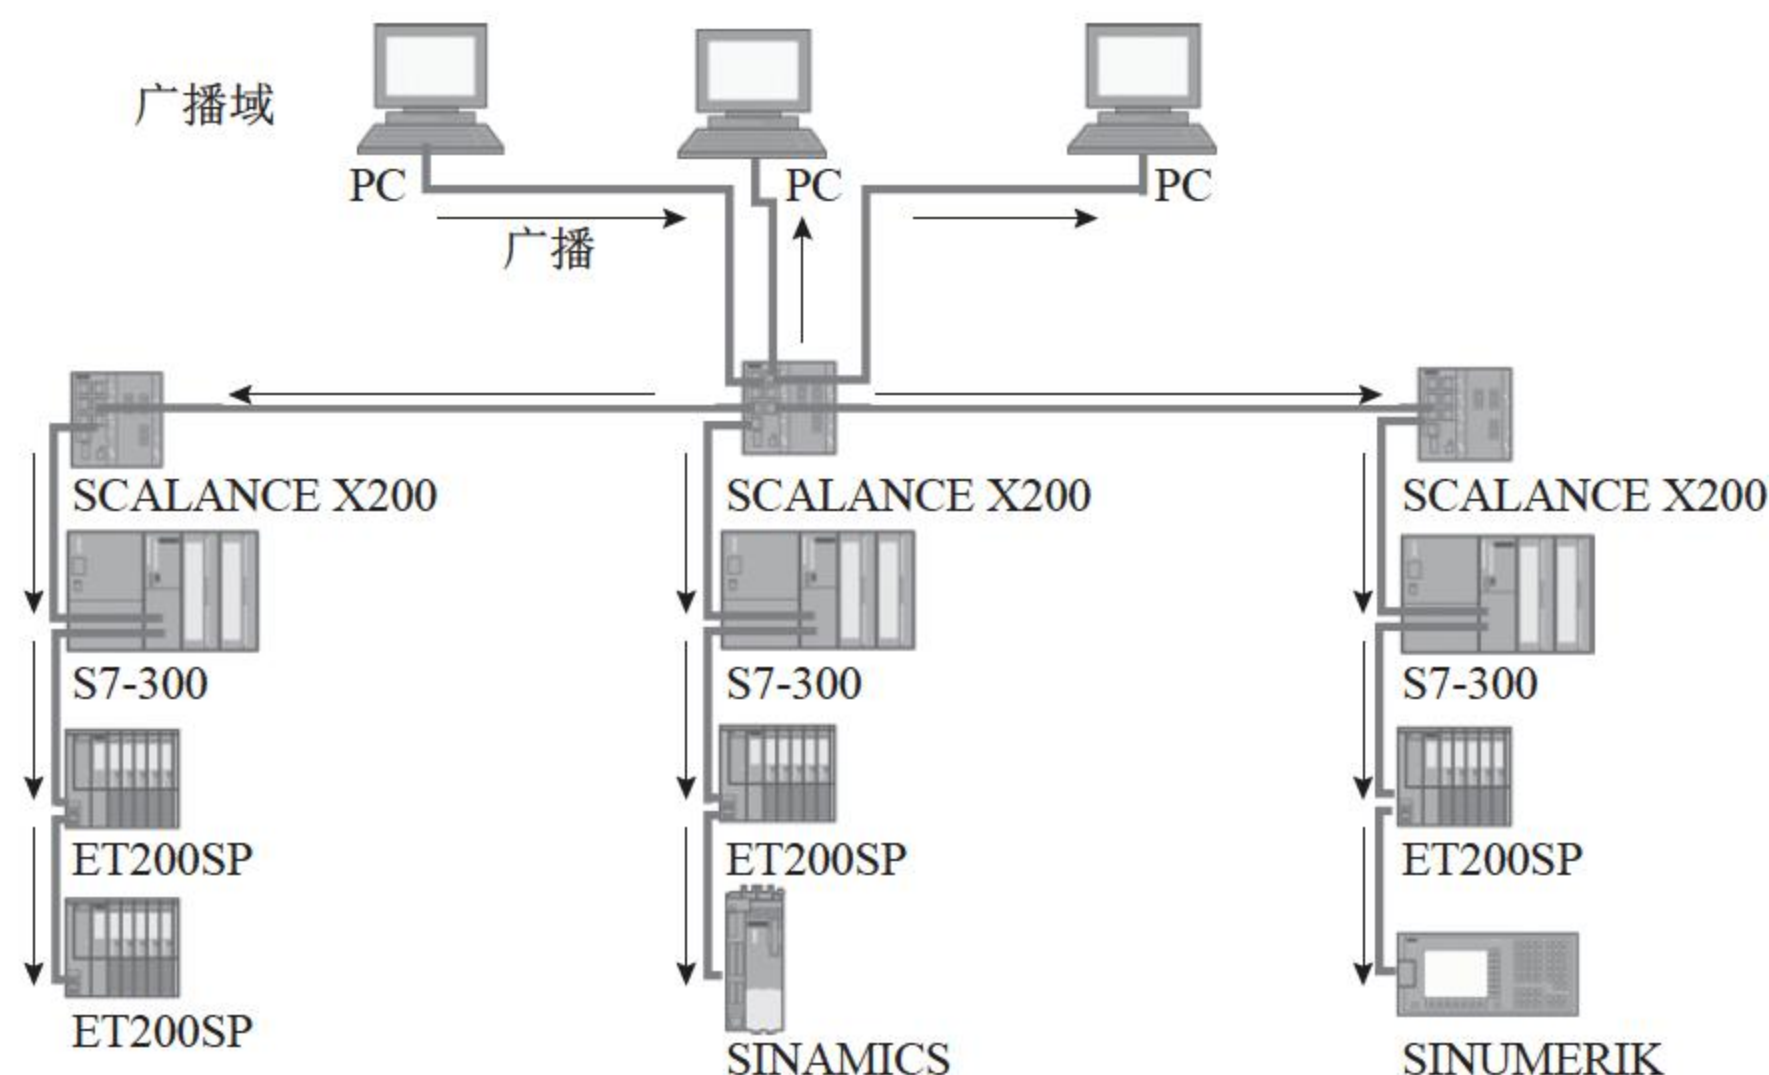 广播域
PC PC PC
广播
SCALANCE X200 SCALANCE X200 SCALANCE X200
S7-300 S7-300 S7-300
ET200SP ET200SP ET200SP
ET200SP SINAMICS SINUMERIK